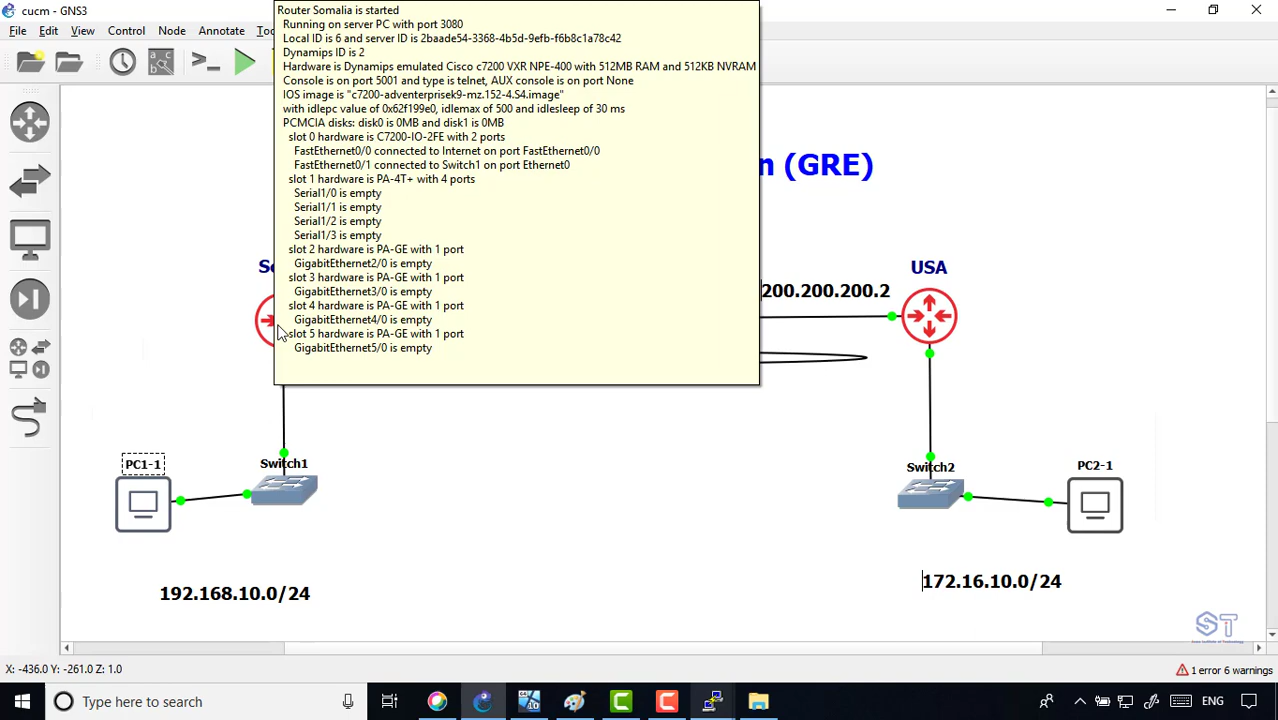 cucm - GNS3
File Edit View Control Node Annotate Too
Router Somalia is started
Running on server PC with port 3080
Local ID is 6 and server ID is 2baade54-3368-4b5d-9efb-f6b8c1a78c42
Dynamips ID is 2
Hardware is Dynamips emulated Cisco c7200 VXR NPE-400 with 512MB RAM and 512KB NVRAM
Console is on port 5001 and type is telnet, AUX console is on port None
IOS image is "c7200-adventerprisek9-mz.152-4.S4.image"
with idlepc value of 0x62f199e0, idlemax of 500 and idlesleep of 30 ms
PCMCIA disks: disk0 is 0MB and disk1 is 0MB
slot 0 hardware is C7200-IO-2FE with 2 ports
FastEthernet0/0 connected to Internet on port FastEthernet0/0
FastEthernet0/1 connected to Switch1 on port Ethernet0
slot 1 hardware is PA-4T+ with 4 ports
Serial1/0 is empty
Serial1/1 is empty
Serial1/2 is empty
Serial1/3 is empty
slot 2 hardware is PA-GE with 1 port
GigabitEthernet2/0 is empty
slot 3 hardware is PA-GE with 1 port
GigabitEthernet3/0 is empty
slot 4 hardware is PA-GE with 1 port
GigabitEthernet4/0 is empty
slot 5 hardware is PA-GE with 1 port
GigabitEthernet5/0 is empty
n (GRE)
So
USA
200.200.200.2
PC1-1
Switch1
Switch2
PC2-1
192.168.10.0/24
172.16.10.0/24
ST
X: -436.0 Y: -261.0 Z: 1.0
1 error 6 warnings
Type here to search
ENG